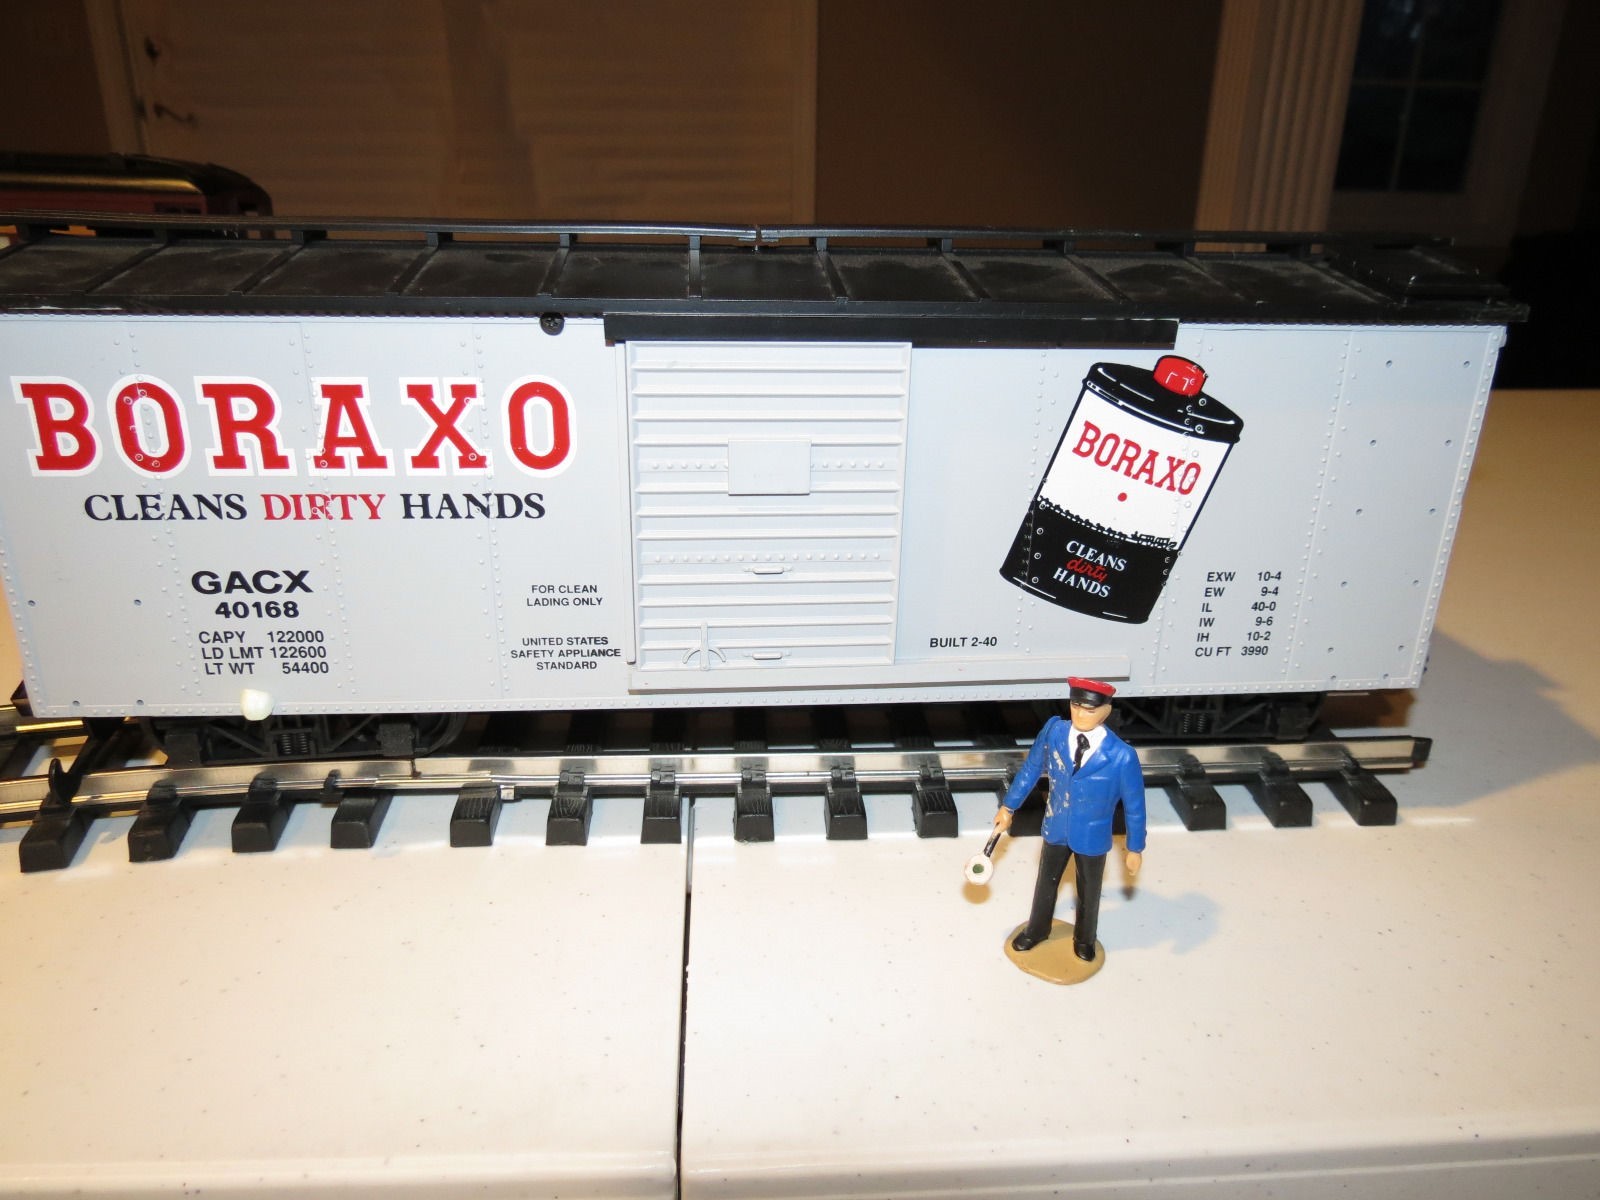 BORAXO
CLEANS DIRTY HANDS
GACX
40168
CAPY 122000
LD LMT 122600
LT WT 54400
FOR CLEAN
LADING ONLY
UNITED STATES
SAFETY APPLIANCE
STANDARD
BUILT 2-40
BORAXO
CLEANS
dirty
HANDS
EXW 10-4
EW 9-4
IL 40-0
IW 9-6
IH 10-2
CU FT 3990